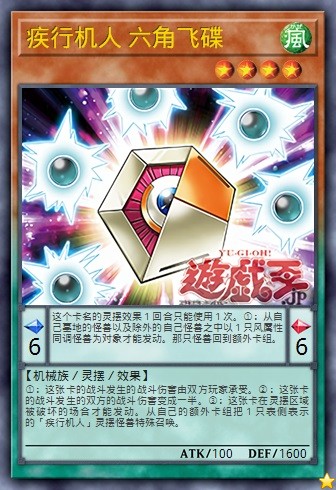 疾行机人 六角飞碟
風
YU-GI-OH!
遊戯王
.JP
这个卡名的灵摆效果1回合只能使用1次。①：从自
己墓地的怪兽以及除外的自己怪兽之中以1只风属性
同调怪兽为对象才能发动。那只怪兽回到额外卡组。
6
6
【机械族／灵摆／效果】
①：这张卡的战斗发生的战斗伤害由双方玩家承受。②：这张卡
的战斗发生的双方的战斗伤害变成一半。③：这张卡在灵摆区域
被破坏的场合才能发动。从自己的额外卡组把1只表侧表示
的「疾行机人」灵摆怪兽特殊召唤。
ATK/100 DEF/1600